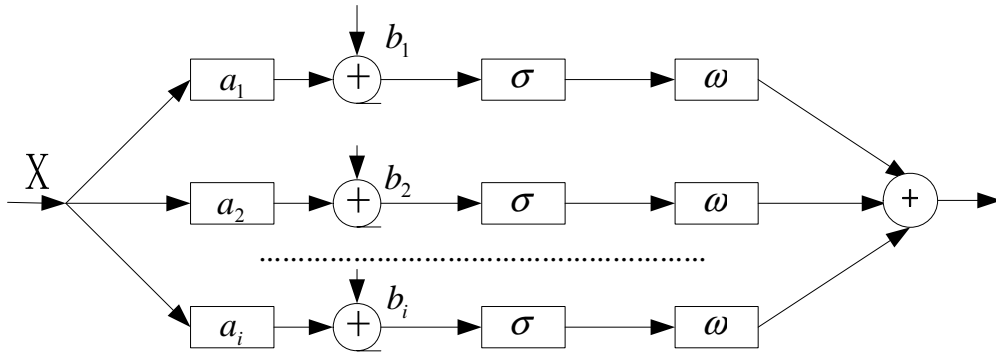 b₁
a₁ + σ ω
X
b₂
a₂ + σ ω +
bᵢ
aᵢ + σ ω